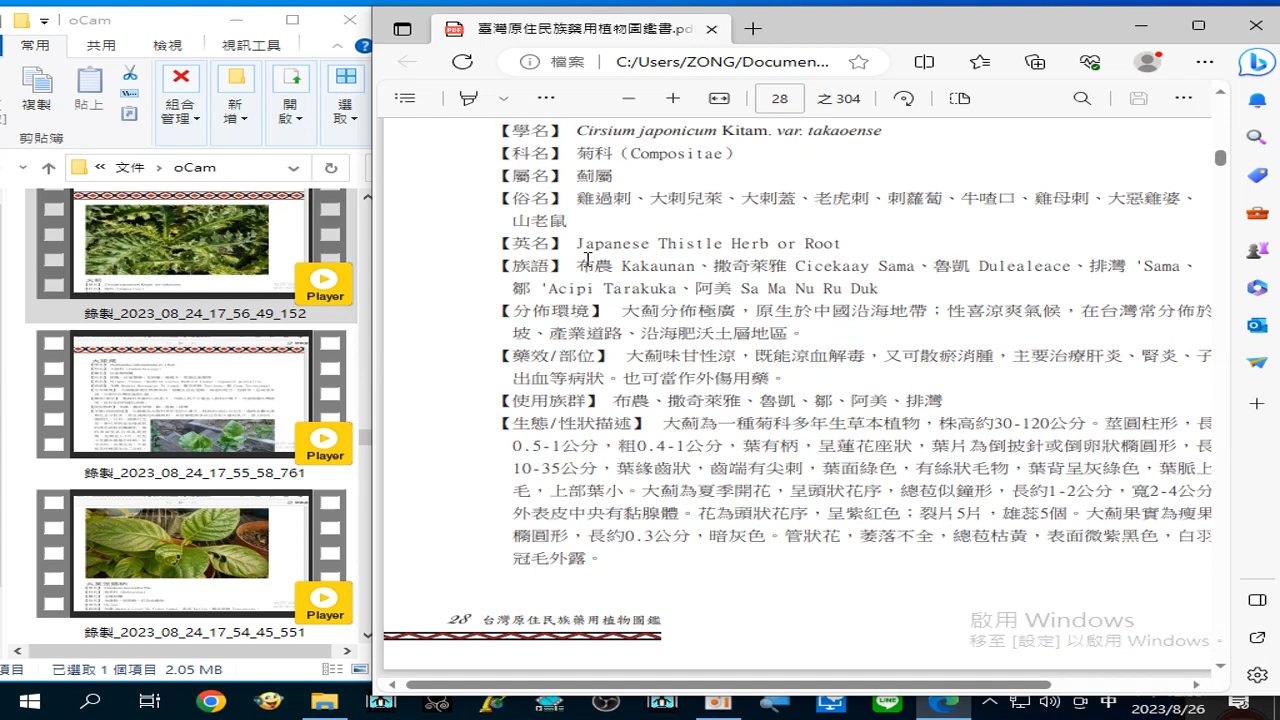 oCam
常用 共用 檢視 視訊工具
複製 貼上 組合管理 新增 開啟 選取
剪貼簿
文件 oCam
Player
錄製_2023_08_24_17_56_49_152
Player
錄製_2023_08_24_17_55_58_761
Player
錄製_2023_08_24_17_54_45_551
項目 已選取 1 個項目 2.05 MB
臺灣原住民族藥用植物圖鑑書.pdf
檔案 C:/Users/ZONG/Documen...
28 之 304
【學名】 Cirsium japonicum Kitam. var. takaoense
【科名】 菊科（Compositae）
【屬名】 薊屬
【俗名】 雞過刺、大刺兒菜、大刺蓋、老虎刺、刺蘿蔔、牛喳口、雞母刺、大惡雞婆、
山老鼠
【英名】 Japanese Thistle Herb or Root
【族語】 布農 Kakaunan、撒奇萊雅 Cicekaay Sama、魯凱 Dulealeace、排灣 'Sama、
鄒 'Acipi Tarakuka、阿美 Sa Ma Nu Ru Duk
【分佈環境】 大薊分佈極廣，原生於中國沿海地帶；性喜涼爽氣候，在台灣常分佈於
坡、產業道路、沿海肥沃土層地區。
【藥效/部位】 大薊味甘性涼，既能涼血解毒，又可散瘀消腫，主要治療肝炎、腎炎、子
出血等病狀。也可當作外傷用藥。
【使用族群】 布農、撒奇萊雅、魯凱、鄒、阿美、排灣
【生態/性狀描述】 大薊為一種菊科多年生草本植物，株高約30-120公分。莖圓柱形，長
0.5-1公分，粗0.4-1公分，葉有柄，呈蓮花座狀，葉片為倒披針或倒卵狀橢圓形，長
10-35公分，葉緣齒狀，齒端有尖刺，葉面綠色，有絲狀毛物，葉背呈灰綠色，葉脈上
毛，上部葉小。大薊為夏季開花，呈頭狀花序，總苞似鐘形，長約1-2公分，寬2-4公分
外表皮中央有黏腺體。花為頭狀花序，呈紫紅色；裂片5片，雄蕊5個。大薊果實為瘦果
橢圓形，長約0.3公分，暗灰色。管狀花，萎落不全，總苞枯黃，表面微紫黑色，白羽
冠毛外露。
28 台灣原住民族藥用植物圖鑑
啟用 Windows
移至 [設定] 以啟用 Windows。
中 2023/8/26